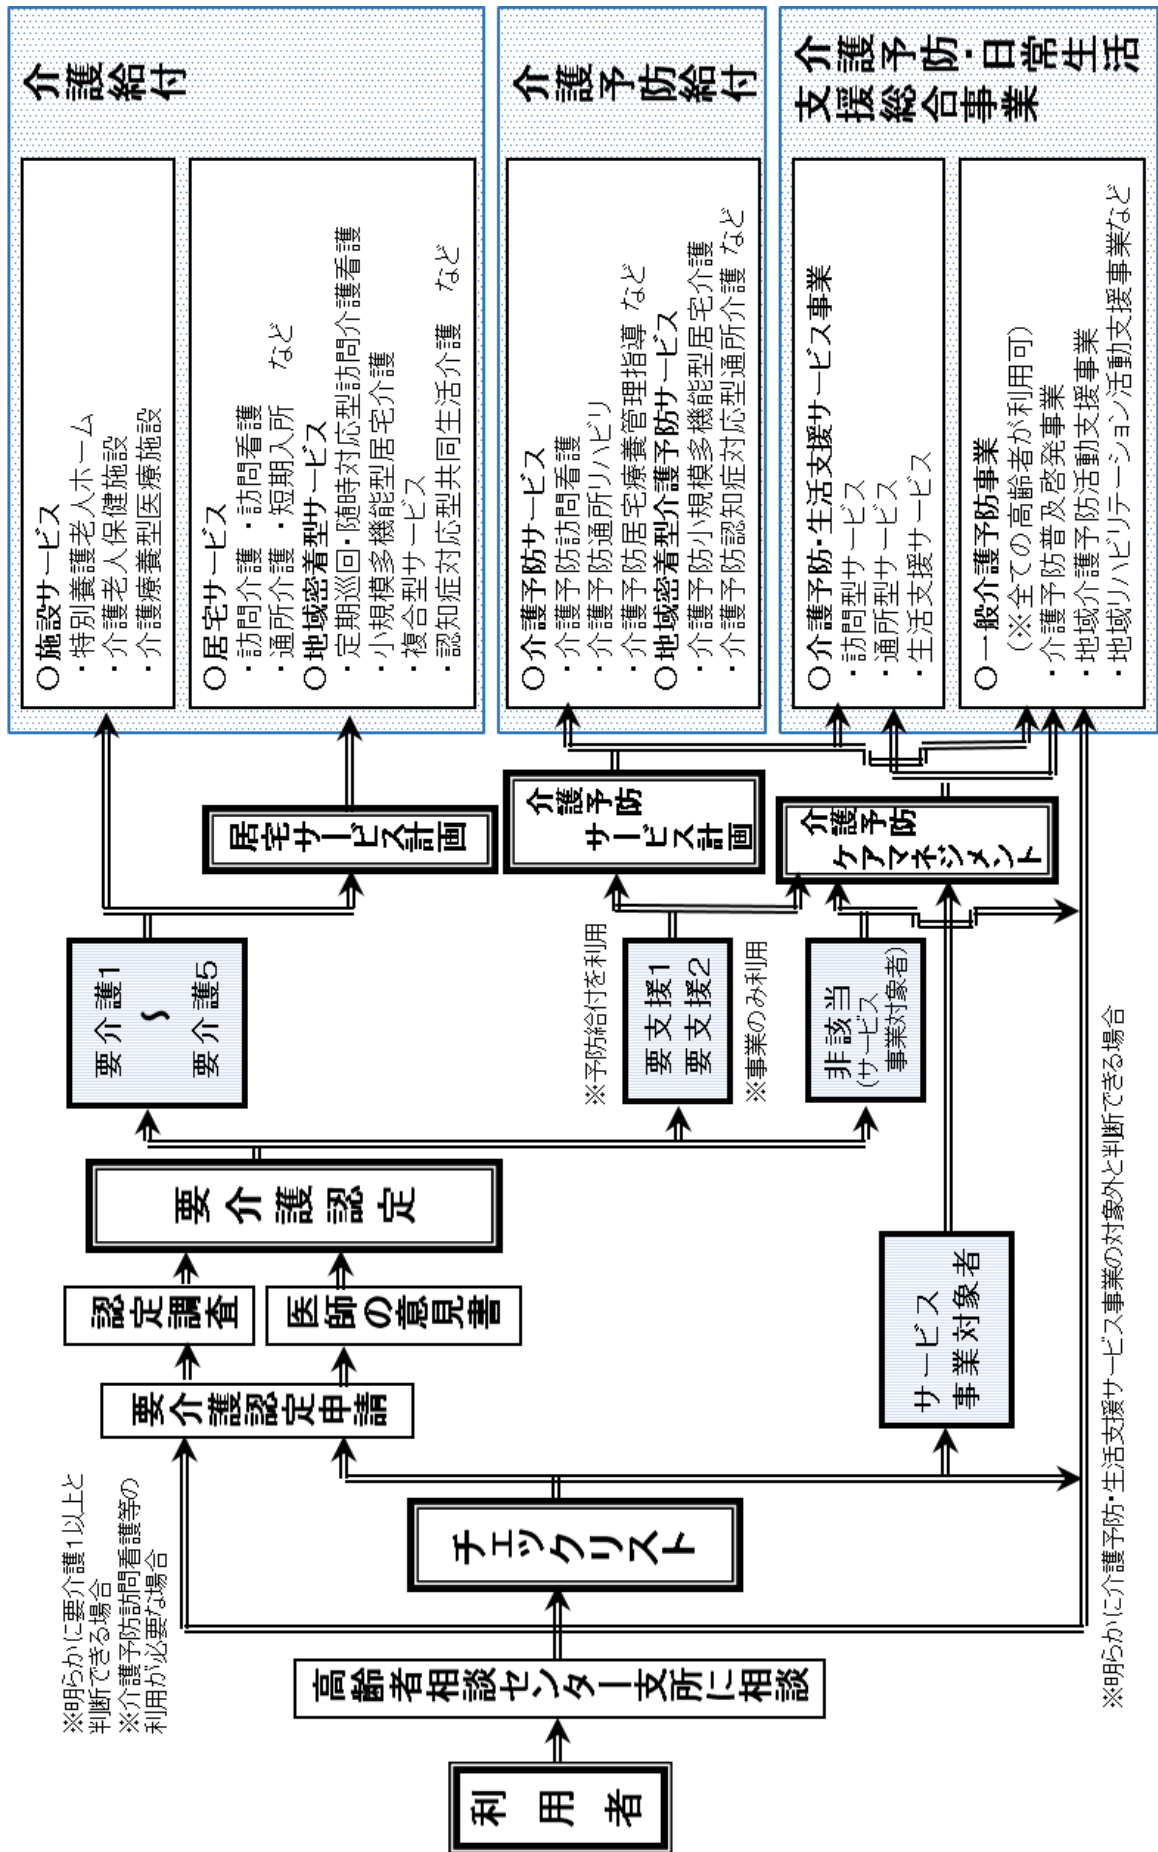 利用者
高齢者相談センター支所に相談
※明らかに要介護1以上と
判断できる場合
※介護予防訪問看護等の
利用が必要な場合
チェックリスト
要介護認定申請
認定調査
医師の意見書
サービス
事業対象者
要介護認定
要介護1
～
要介護5
※予防給付を利用
要支援1
要支援2
※事業のみ利用
非該当
(サービス
事業対象者)
※明らかに介護予防・生活支援サービス事業の対象外と判断できる場合
居宅サービス計画
介護予防
サービス計画
介護予防
ケアマネジメント
介護給付
○施設サービス
・特別養護老人ホーム
・介護老人保健施設
・介護療養型医療施設
○居宅サービス
・訪問介護・訪問看護
・通所介護・短期入所 など
○地域密着型サービス
・定期巡回・随時対応型訪問介護看護
・小規模多機能型居宅介護
・複合型サービス
・認知症対応型共同生活介護 など
介護予防給付
○介護予防サービス
・介護予防訪問看護
・介護予防通所リハビリ
・介護予防居宅療養管理指導 など
○地域密着型介護予防サービス
・介護予防小規模多機能型居宅介護
・介護予防認知症対応型通所介護 など
介護予防・日常生活
支援総合事業
○介護予防・生活支援サービス事業
・訪問型サービス
・通所型サービス
・生活支援サービス
○一般介護予防事業
(※全ての高齢者が利用可)
・介護予防普及啓発事業
・地域介護予防活動支援事業
・地域リハビリテーション活動支援事業など